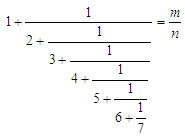 1 + 1/(2 + 1/(3 + 1/(4 + 1/(5 + 1/(6 + 1/7))))) = m/n